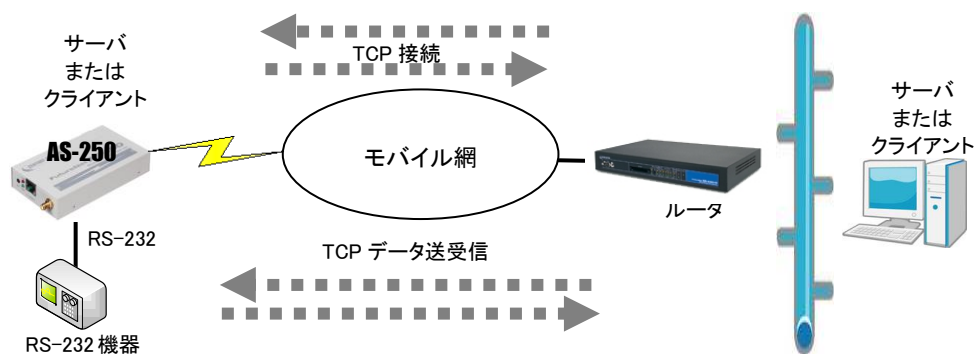 サーバ
または
クライアント
AS-250
RS-232
RS-232 機器
TCP 接続
モバイル網
TCP データ送受信
ルータ
サーバ
または
クライアント